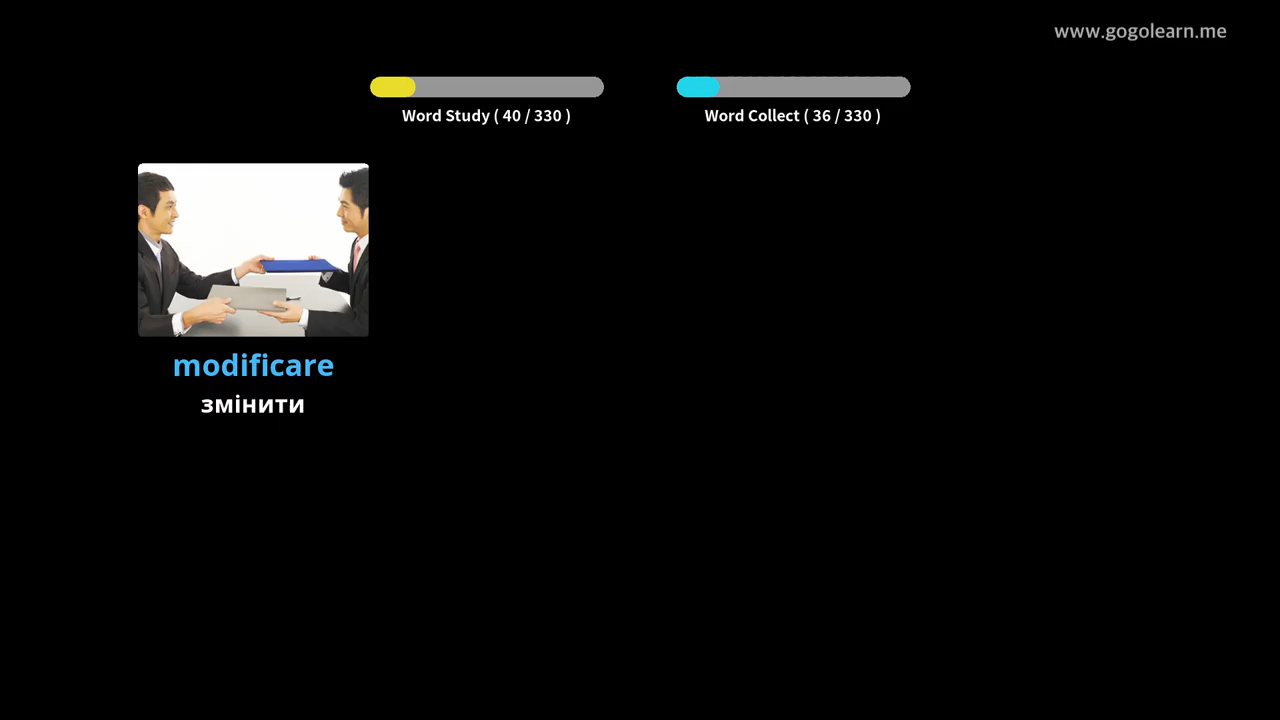 www.gogolearn.me
Word Study ( 40 / 330 )
Word Collect ( 36 / 330 )
modificare
змінити